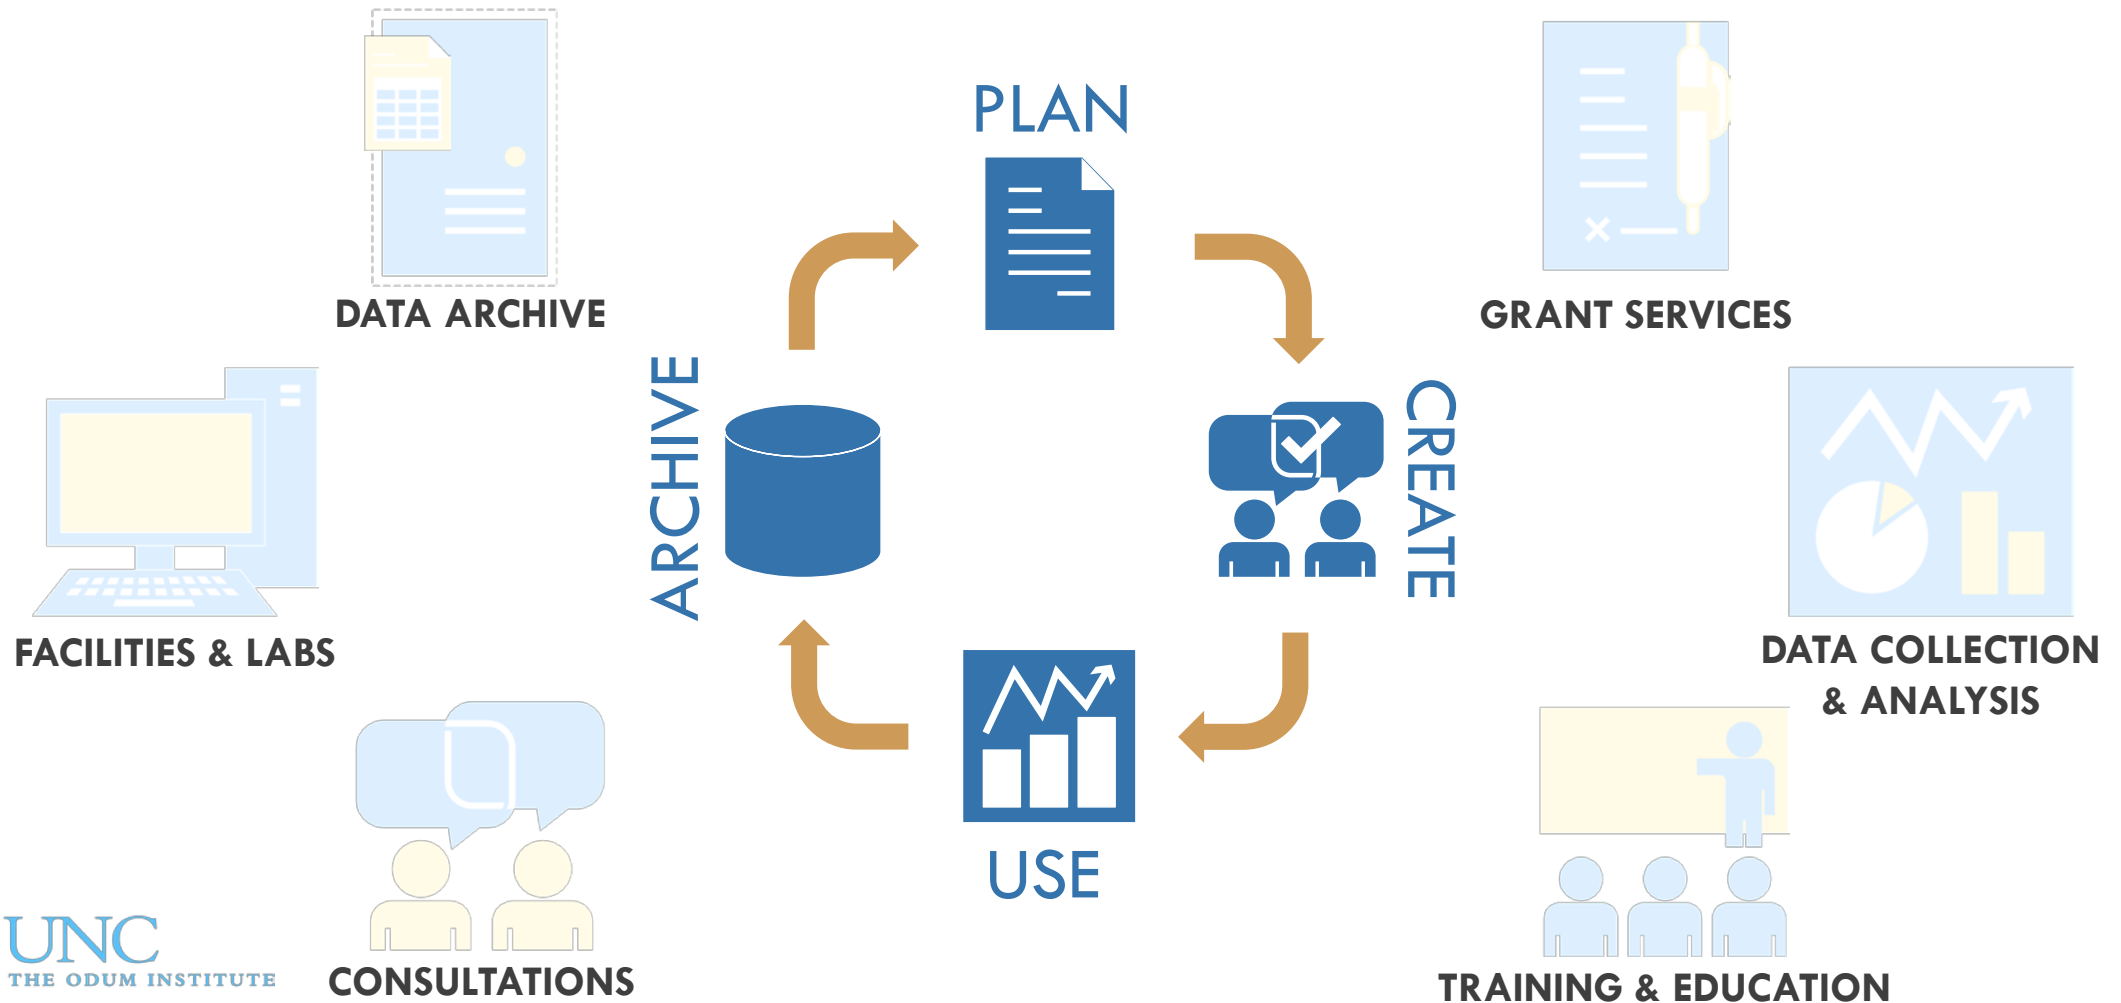 PLAN
DATA ARCHIVE
GRANT SERVICES
ARCHIVE
CREATE
FACILITIES & LABS
DATA COLLECTION
& ANALYSIS
USE
UNC
THE ODUM INSTITUTE
CONSULTATIONS
TRAINING & EDUCATION